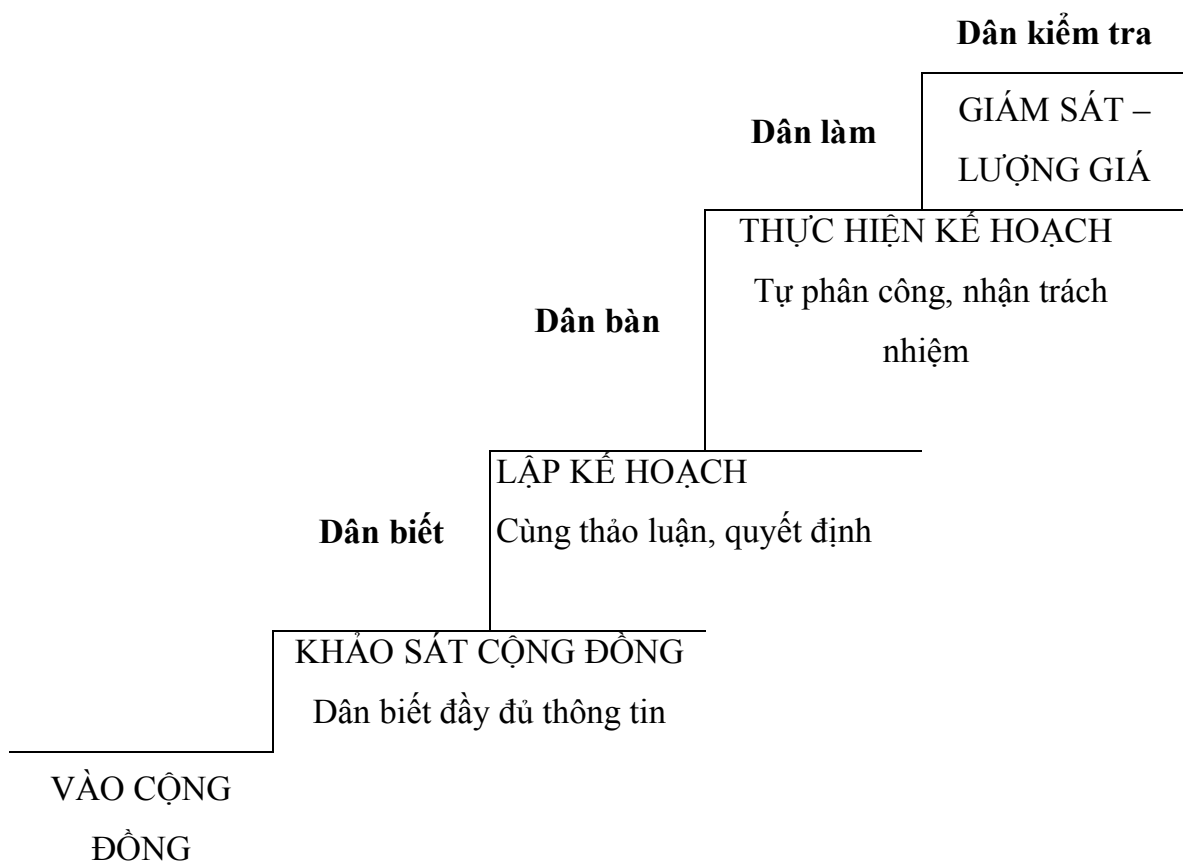 Dân kiểm tra
GIÁM SÁT –
Dân làm
LƯỢNG GIÁ
THỰC HIỆN KẾ HOẠCH
Tự phân công, nhận trách
Dân bàn
nhiệm
LẬP KẾ HOẠCH
Dân biết
Cùng thảo luận, quyết định
KHẢO SÁT CỘNG ĐỒNG
Dân biết đầy đủ thông tin
VÀO CỘNG
ĐỒNG